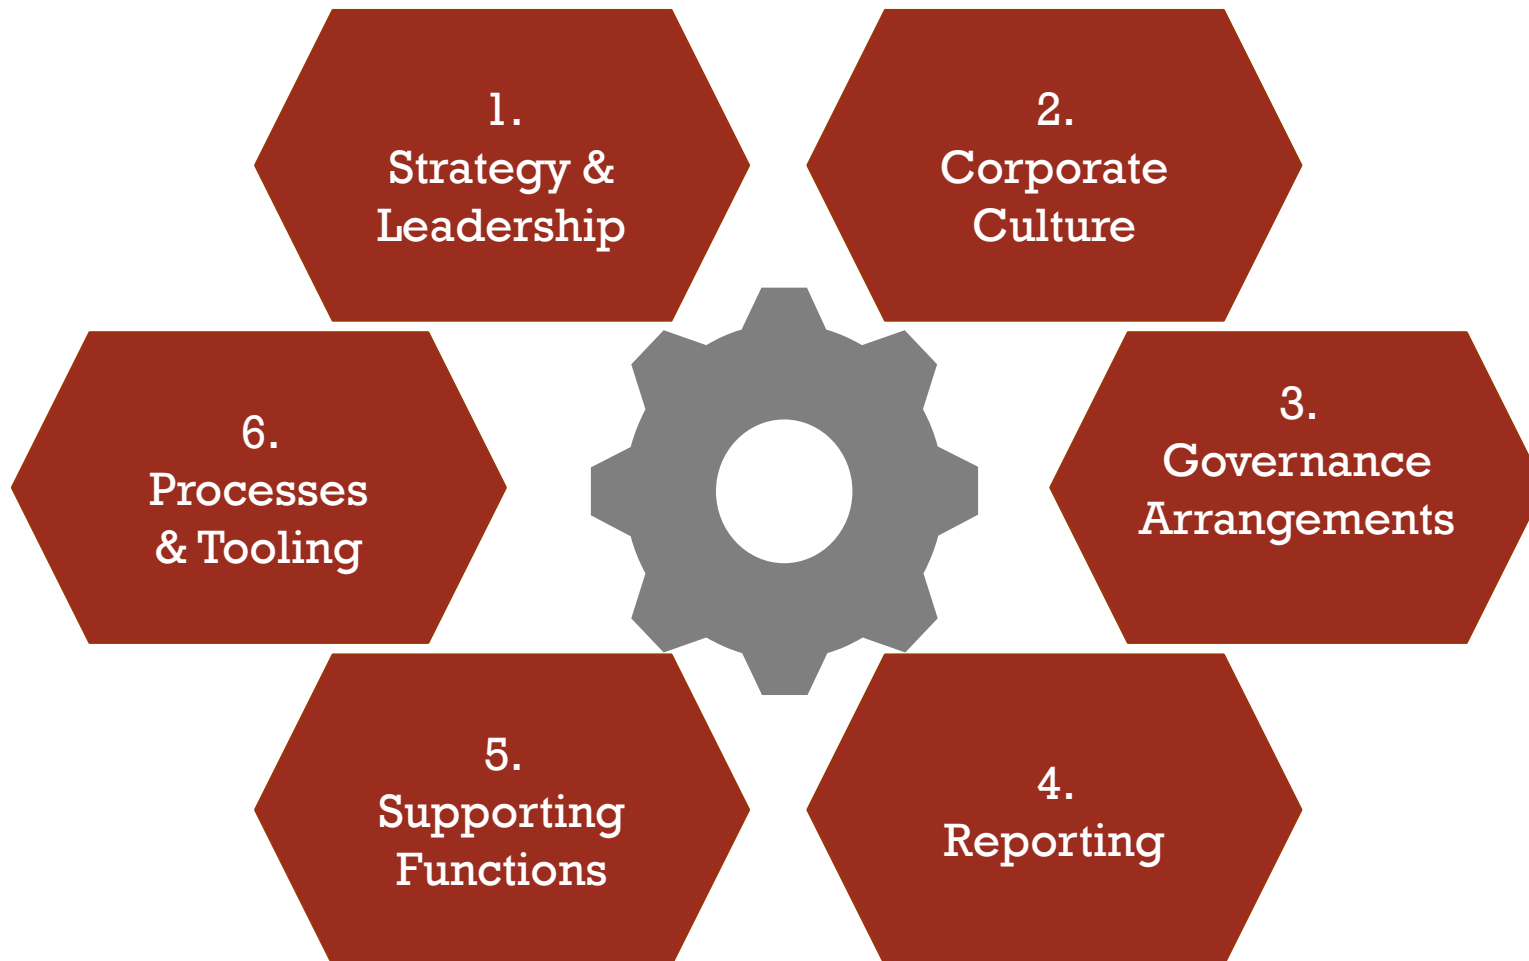 1.
Strategy &
Leadership
2.
Corporate
Culture
3.
Governance
Arrangements
4.
Reporting
5.
Supporting
Functions
6.
Processes
& Tooling